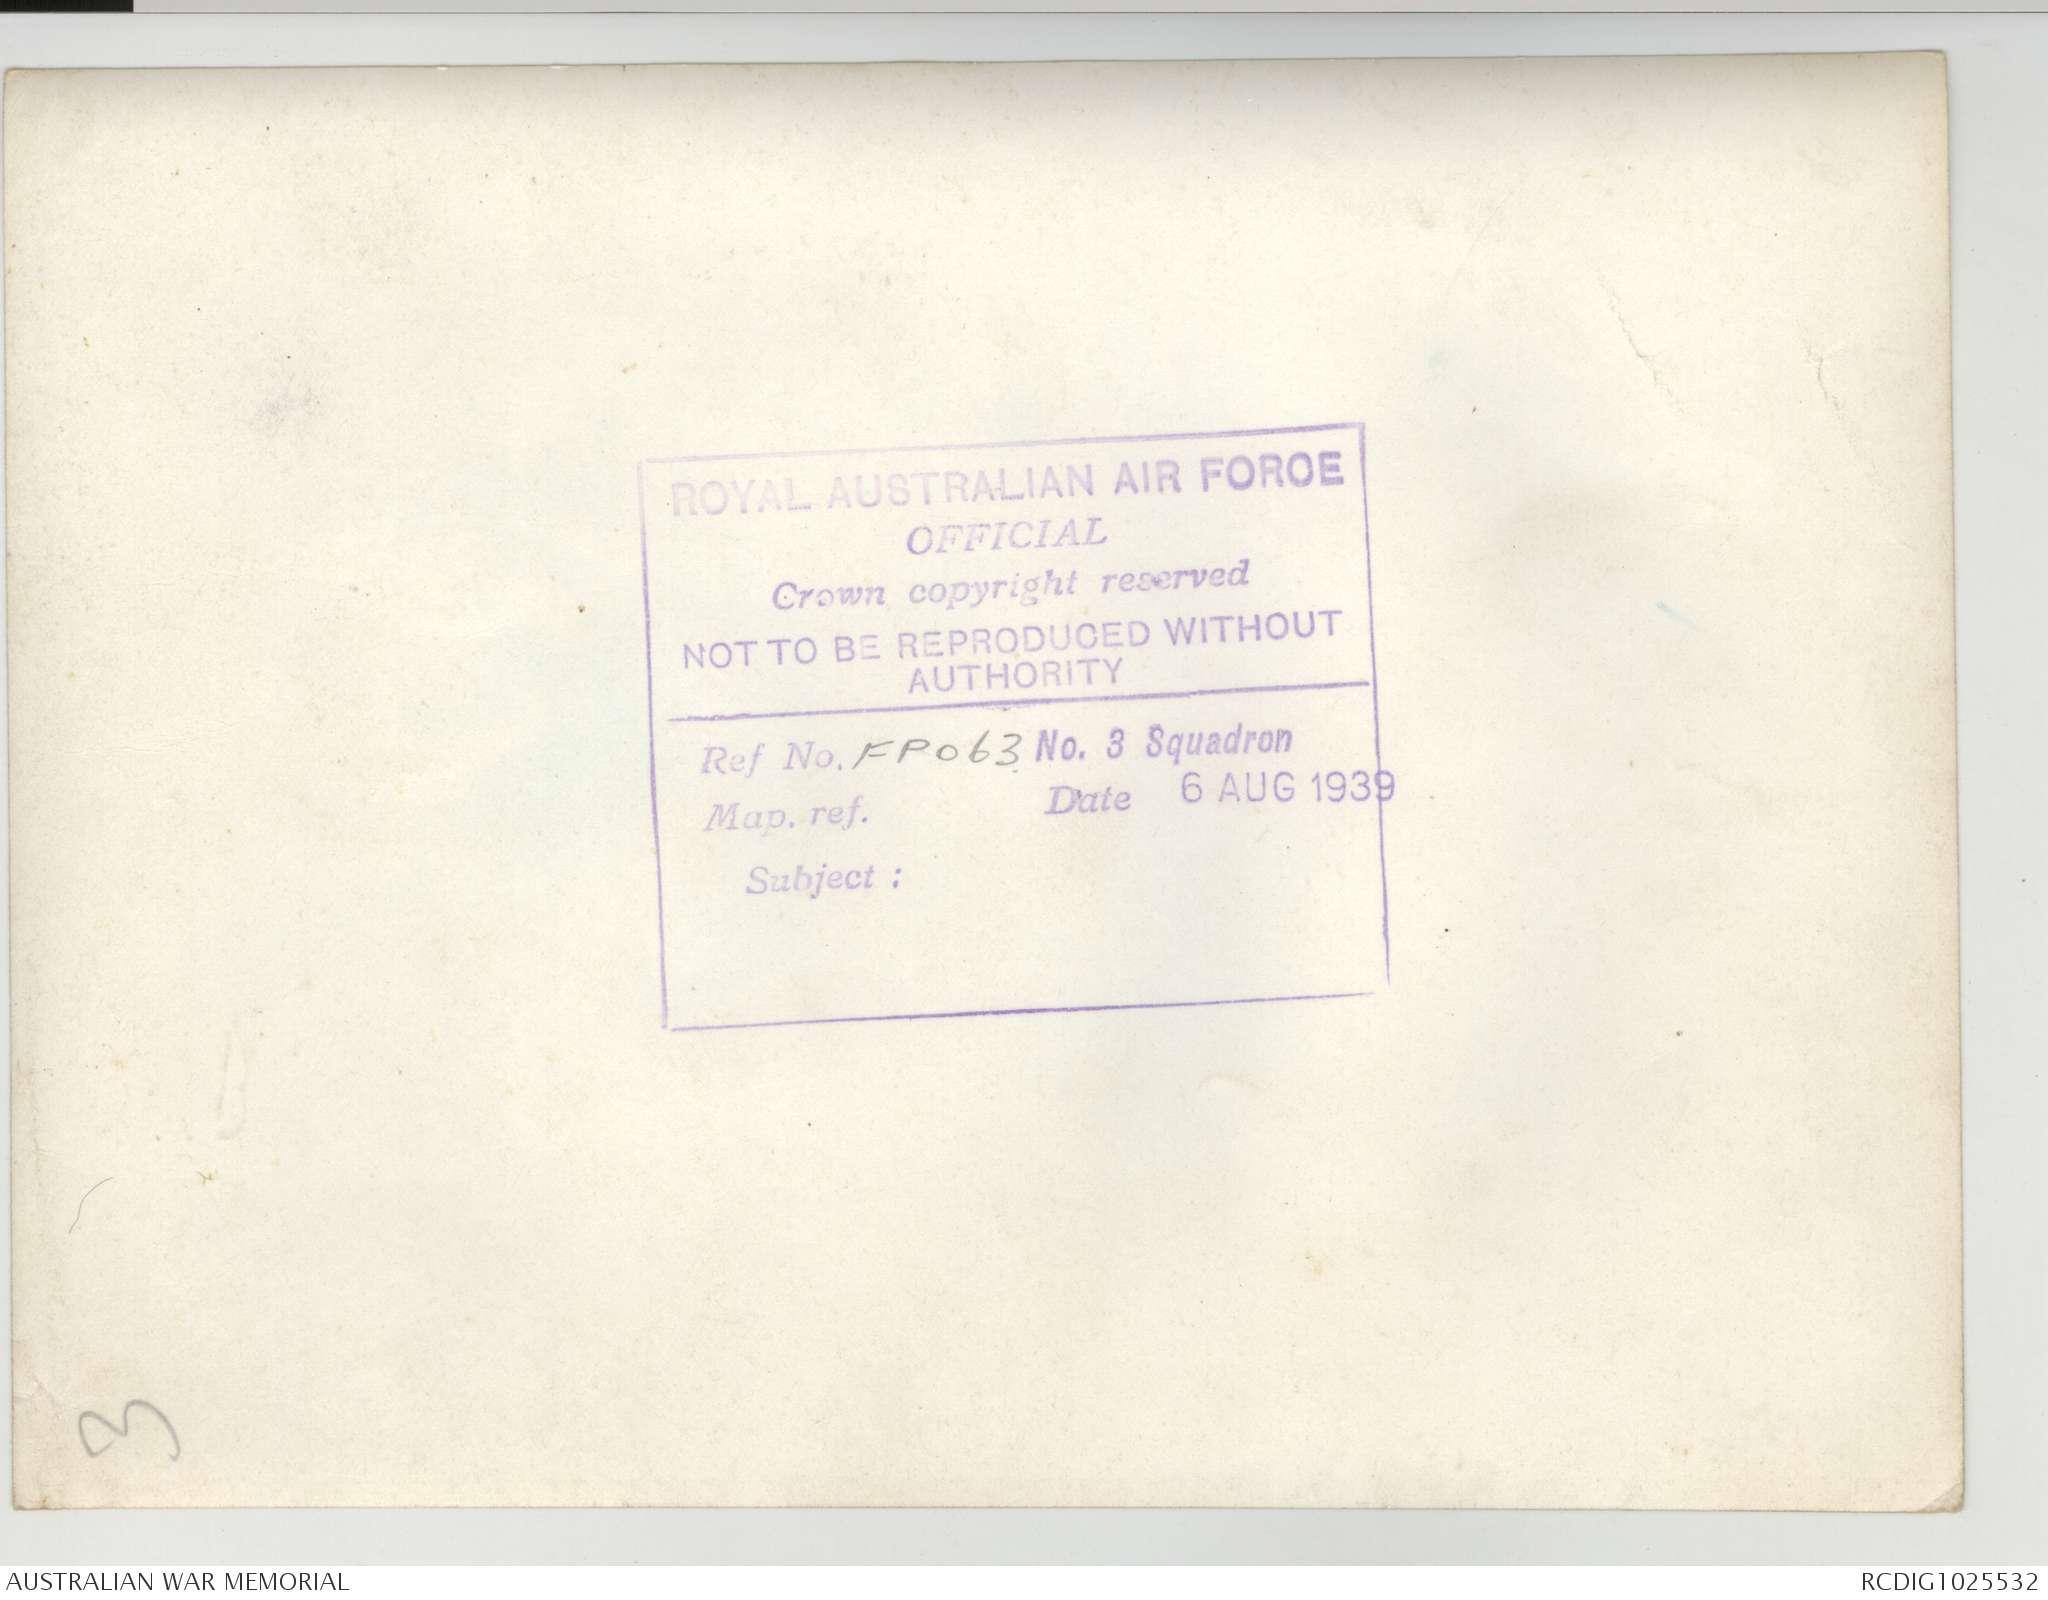 ROYAL AUSTRALIAN AIR FORCE
OFFICIAL
Crown copyright reserved
NOT TO BE REPRODUCED WITHOUT
AUTHORITY
Ref No. FP063 No. 3 Squadron
Map. ref. Date 6 AUG 1939
Subject :
3
AUSTRALIAN WAR MEMORIAL
RCDIG1025532